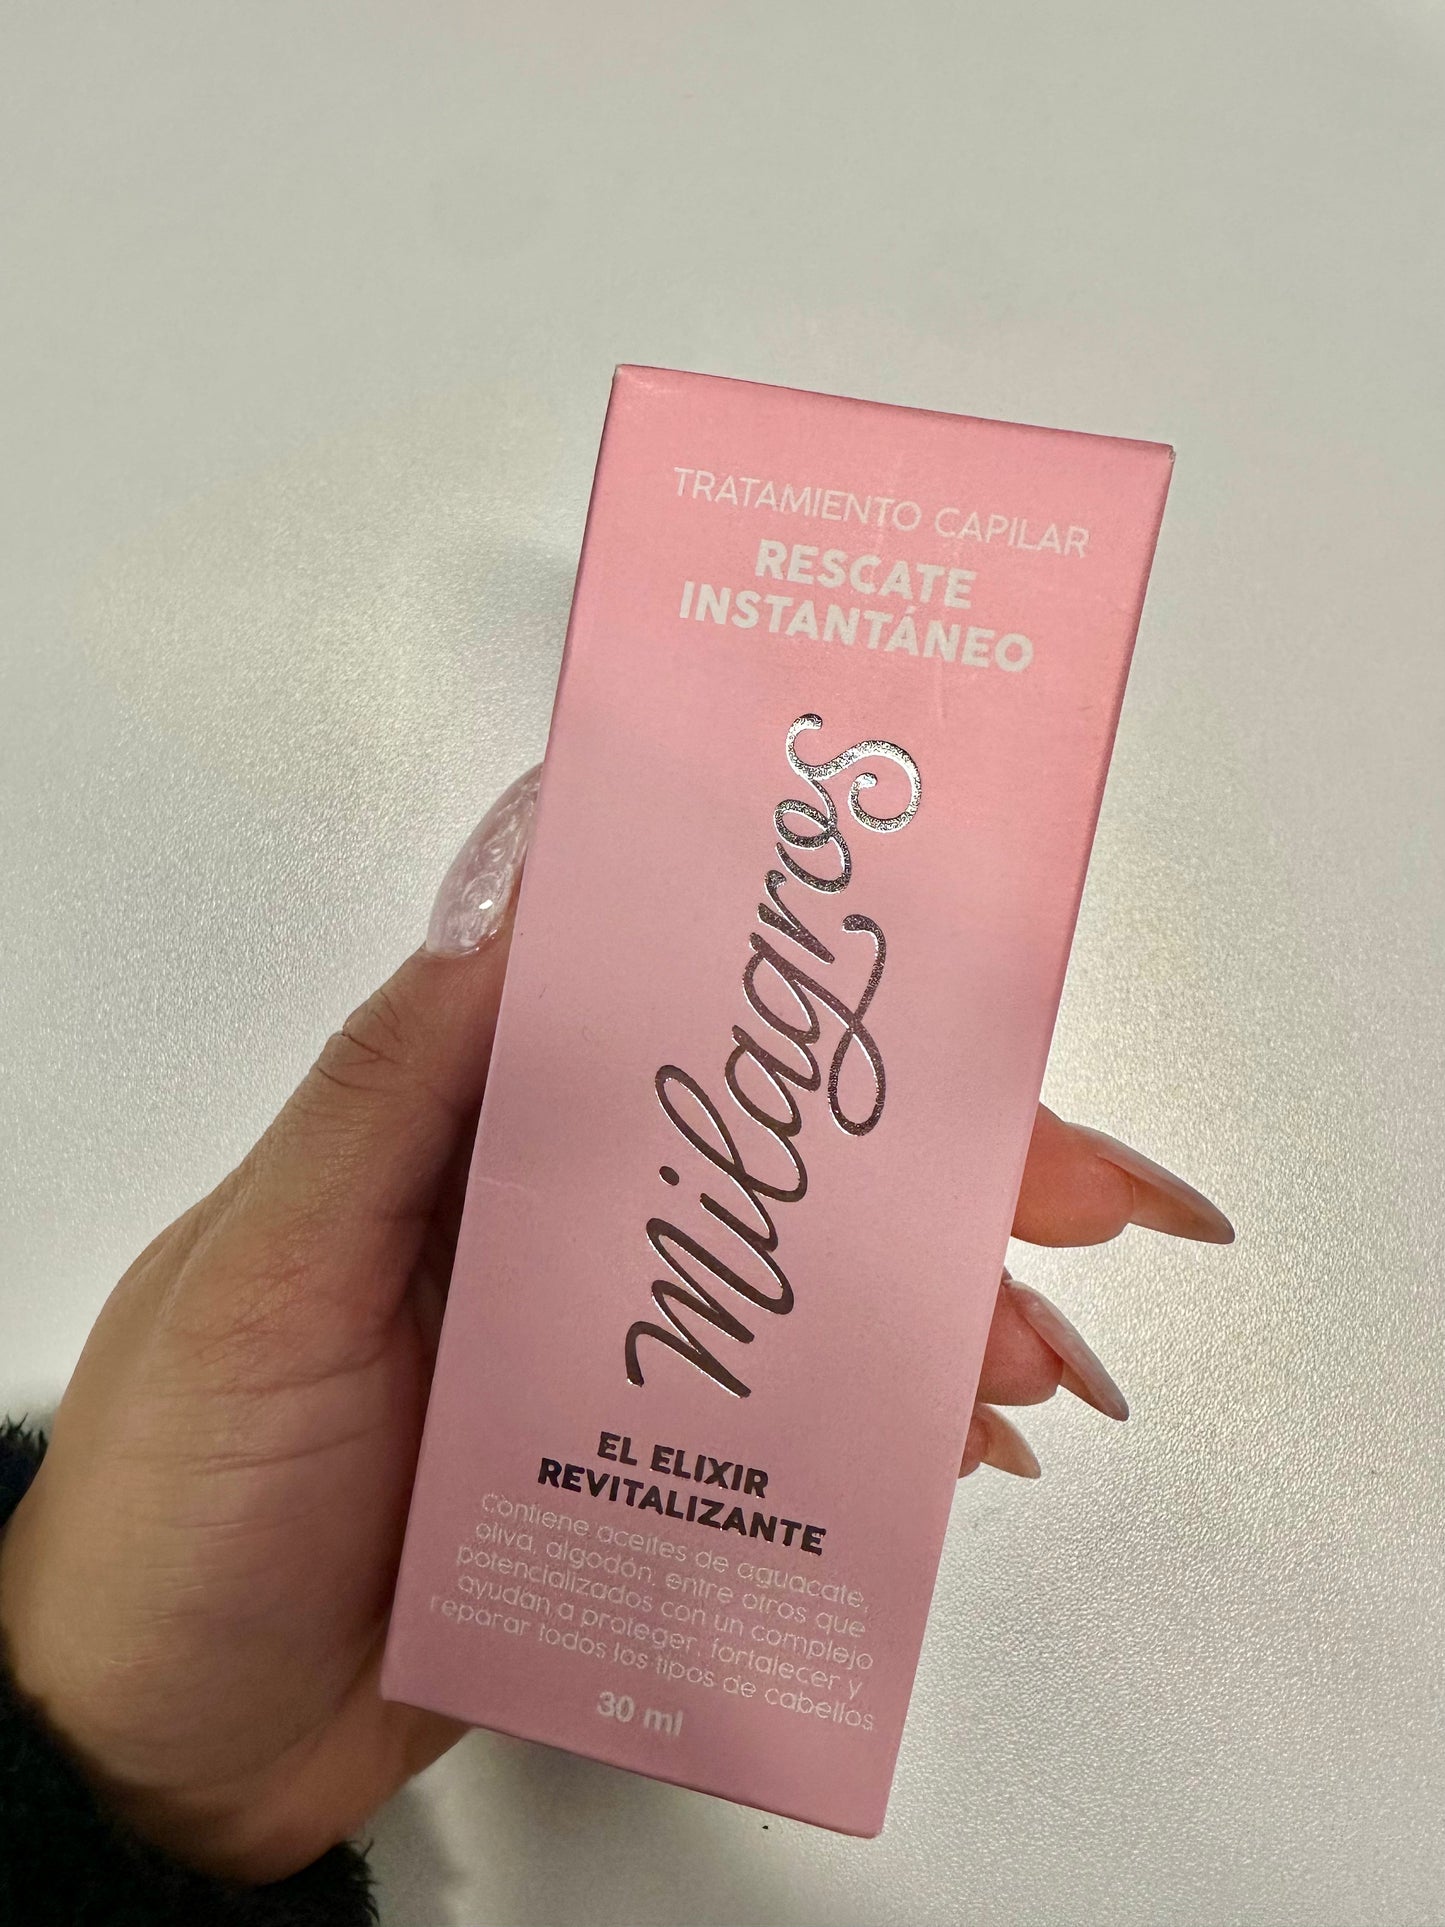 TRATAMIENTO CAPILAR
RESCATE
INSTANTÁNEO
Milagros
EL ELIXIR
REVITALIZANTE
Contiene aceites de aguacate,
oliva, algodón, entre otros que
potencializados con un complejo
ayudan a proteger, fortalecer y
reparar todos los tipos de cabellos
30 ml